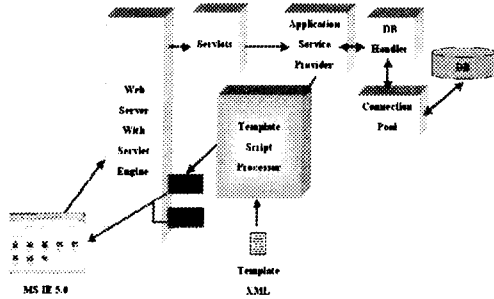 Servlets
Application
Service
Provider
DB
Handler
DB
Web
Server
With
Servlet
Engine
Template
Script
Processor
Connection
Pool
Template
XML
MS IE 5.0